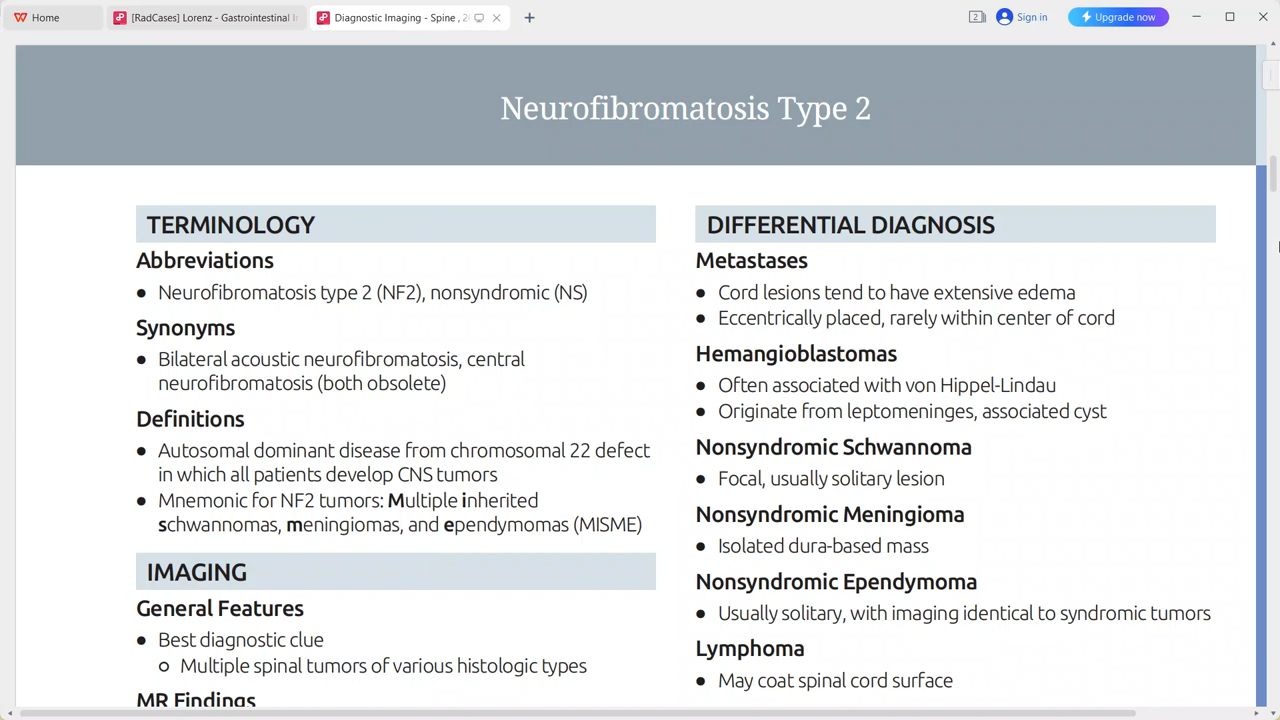 Home
[RadCases] Lorenz - Gastrointestinal
Diagnostic Imaging - Spine , 2
2
Sign in
Upgrade now
Neurofibromatosis Type 2
TERMINOLOGY
Abbreviations
● Neurofibromatosis type 2 (NF2), nonsyndromic (NS)
Synonyms
● Bilateral acoustic neurofibromatosis, central
neurofibromatosis (both obsolete)
Definitions
● Autosomal dominant disease from chromosomal 22 defect
in which all patients develop CNS tumors
● Mnemonic for NF2 tumors: Multiple inherited
schwannomas, meningiomas, and ependymomas (MISME)
IMAGING
General Features
● Best diagnostic clue
○ Multiple spinal tumors of various histologic types
MR Findings
DIFFERENTIAL DIAGNOSIS
Metastases
● Cord lesions tend to have extensive edema
● Eccentrically placed, rarely within center of cord
Hemangioblastomas
● Often associated with von Hippel-Lindau
● Originate from leptomeninges, associated cyst
Nonsyndromic Schwannoma
● Focal, usually solitary lesion
Nonsyndromic Meningioma
● Isolated dura-based mass
Nonsyndromic Ependymoma
● Usually solitary, with imaging identical to syndromic tumors
Lymphoma
● May coat spinal cord surface